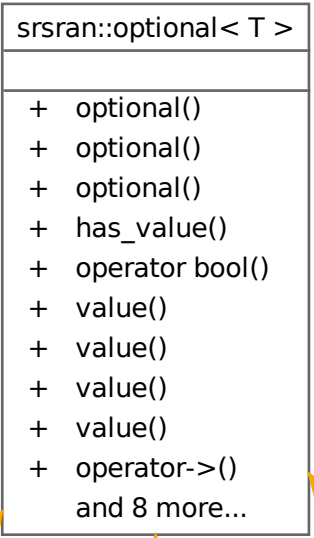 srsran::optional< T >
+ optional()
+ optional()
+ optional()
+ has_value()
+ operator bool()
+ value()
+ value()
+ value()
+ value()
+ operator->()
and 8 more...